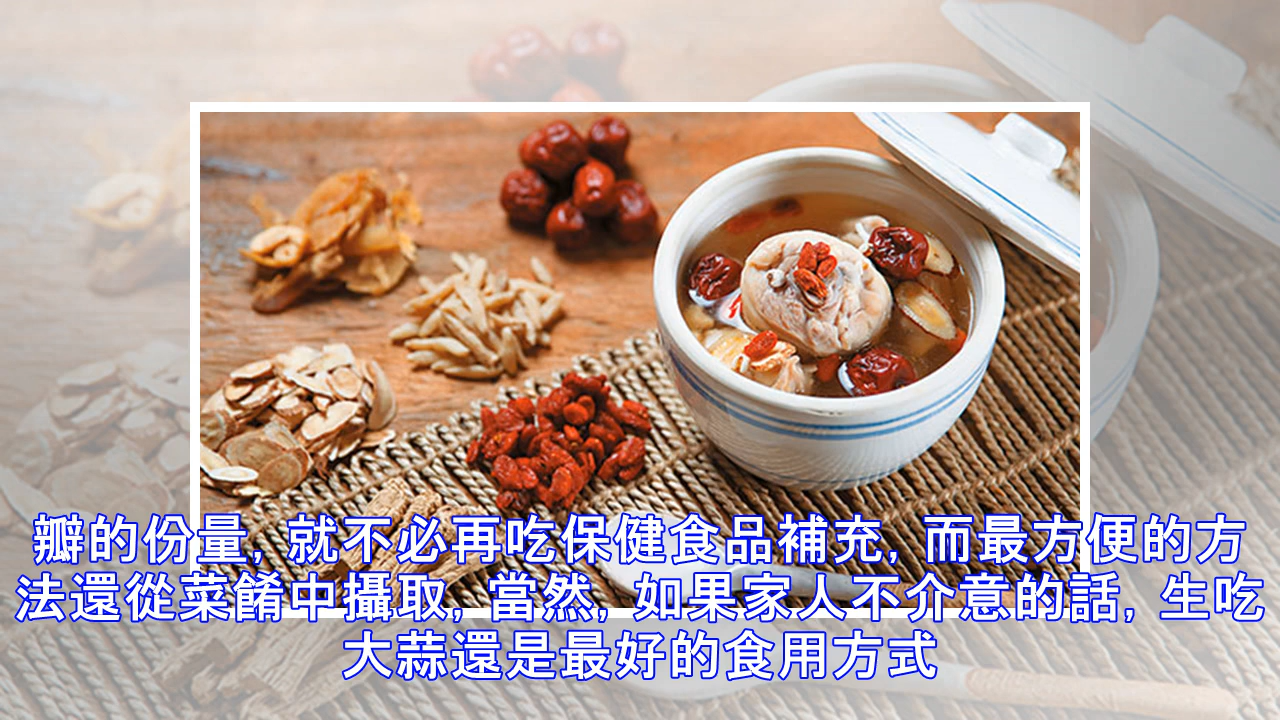 瓣的份量, 就不必再吃保健食品補充, 而最方便的方
法還從菜餚中攝取, 當然, 如果家人不介意的話, 生吃
大蒜還是最好的食用方式